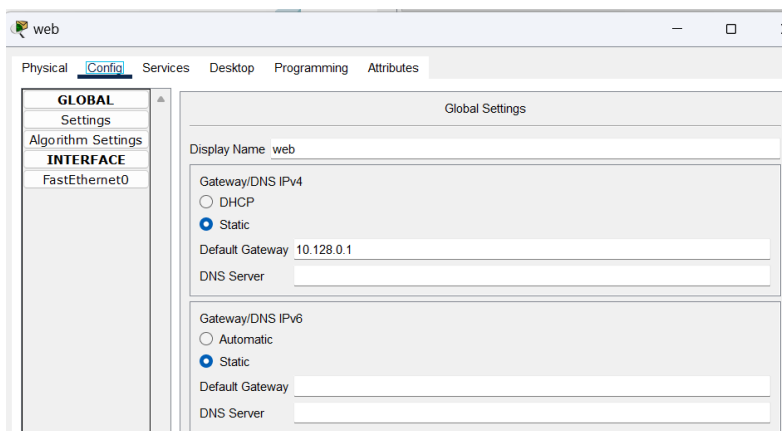 web
Physical Config Services Desktop Programming Attributes
GLOBAL
Settings
Algorithm Settings
INTERFACE
FastEthernet0
Global Settings
Display Name web
Gateway/DNS IPv4
DHCP
Static
Default Gateway 10.128.0.1
DNS Server
Gateway/DNS IPv6
Automatic
Static
Default Gateway
DNS Server